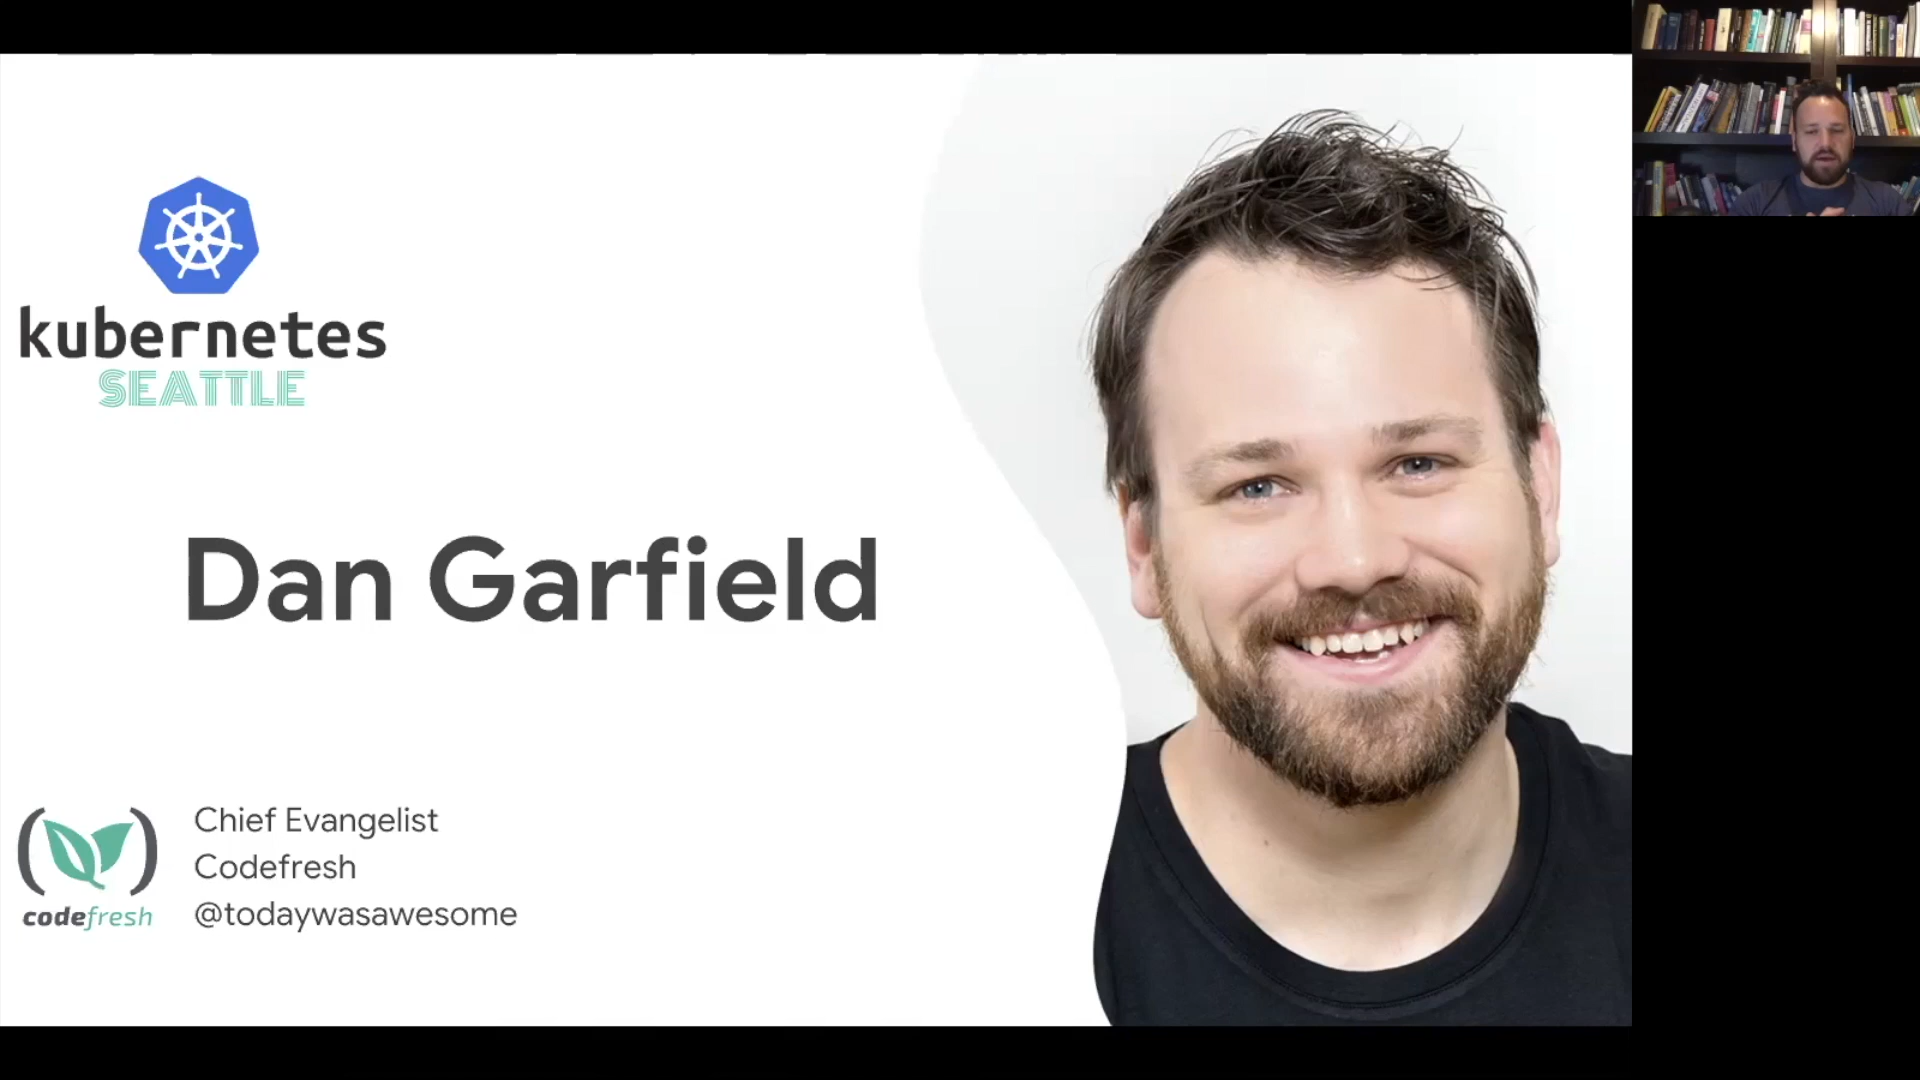 kubernetes
SEATTLE
Dan Garfield
Chief Evangelist
Codefresh
@todaywasawesome
codefresh